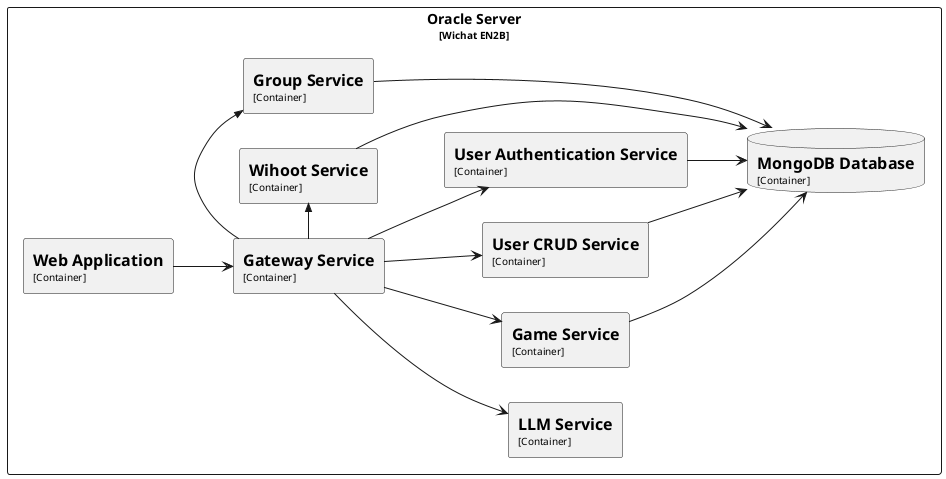 Oracle Server
[Wichat EN2B]
Group Service
[Container]
Wihoot Service
[Container]
User Authentication Service
[Container]
MongoDB Database
[Container]
User CRUD Service
[Container]
Web Application
[Container]
Gateway Service
[Container]
Game Service
[Container]
LLM Service
[Container]